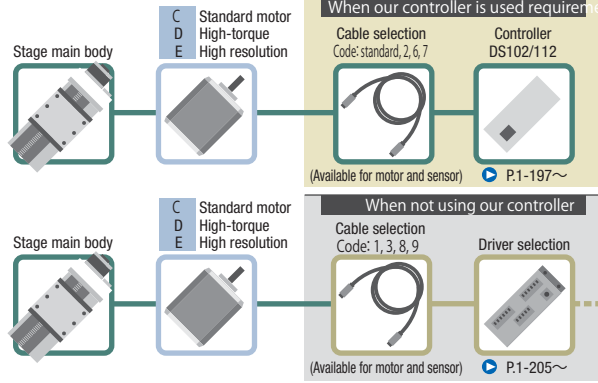 When our controller is used requireme
C Standard motor
D High-torque
E High resolution
Cable selection
Code: standard, 2, 6, 7
Controller
DS102/112
Stage main body
(Available for motor and sensor)
P.1-197～
When not using our controller
C Standard motor
D High-torque
E High resolution
Cable selection
Code: 1, 3, 8, 9
Driver selection
Stage main body
(Available for motor and sensor)
P.1-205～